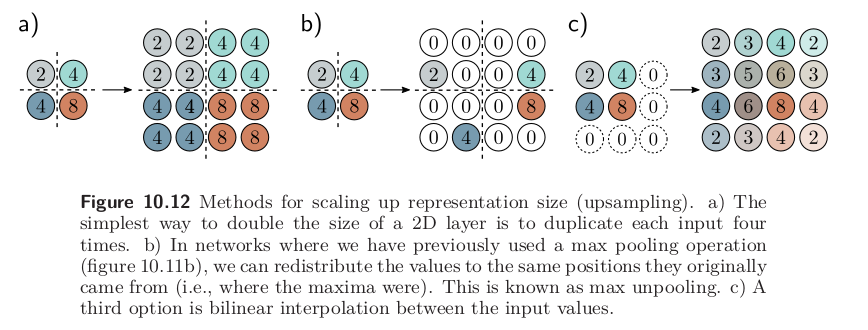 a) b) c)
2 2 4 4 0 0 0 0 2 3 4 2
2 4 2 2 4 4 2 4 2 0 0 4 2 4 0 3 5 6 3
4 8 4 4 8 8 4 8 0 0 0 8 4 8 0 4 6 8 4
4 4 8 8 0 4 0 0 0 0 0 2 3 4 2
Figure 10.12 Methods for scaling up representation size (upsampling). a) The
simplest way to double the size of a 2D layer is to duplicate each input four
times. b) In networks where we have previously used a max pooling operation
(figure 10.11b), we can redistribute the values to the same positions they originally
came from (i.e., where the maxima were). This is known as max unpooling. c) A
third option is bilinear interpolation between the input values.